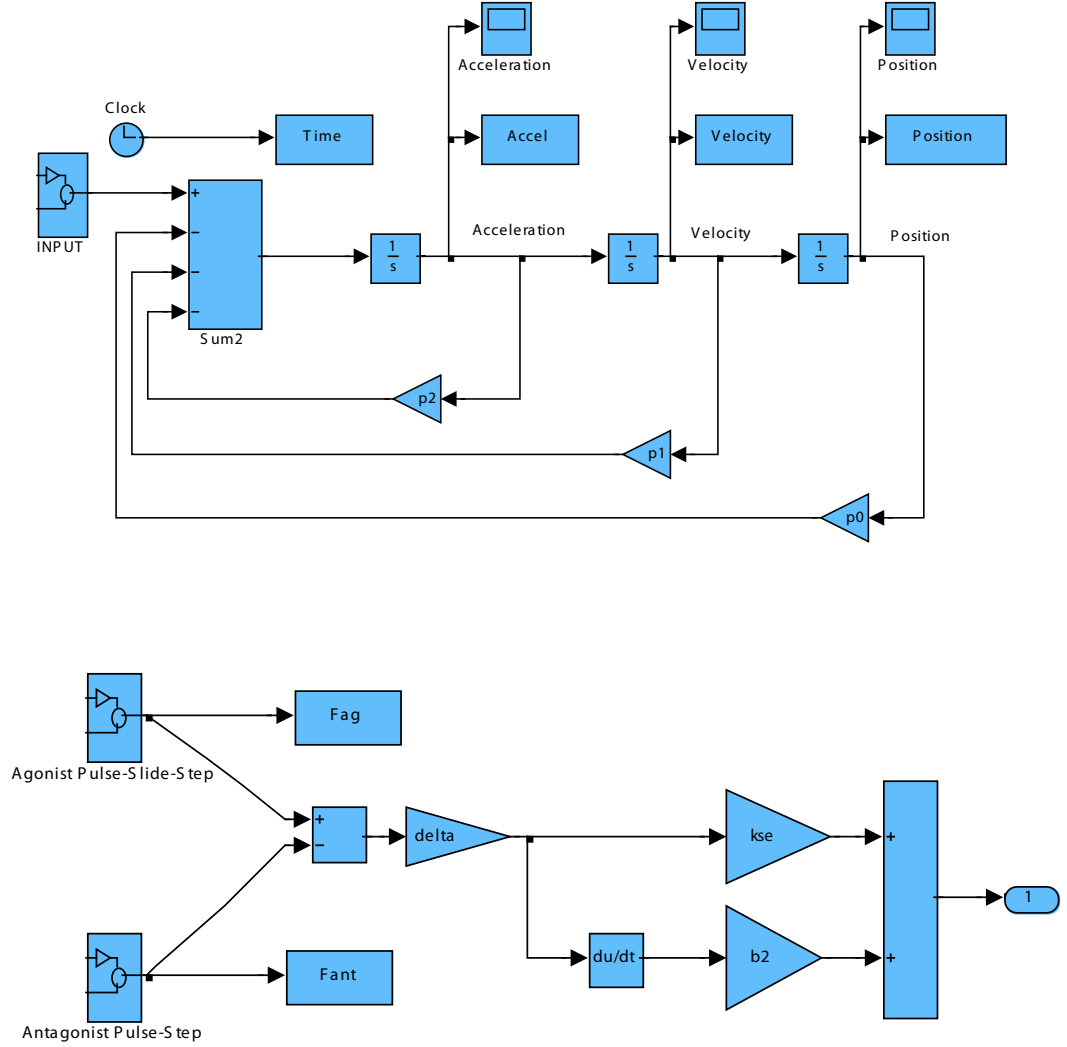 Acceleration
Velocity
Position
Clock
Time
Accel
Velocity
Position
INPUT
+
−
−
−
Sum2
1
s
Acceleration
1
s
Velocity
1
s
Position
p2
p1
p0
Fag
Agonist Pulse-Slide-Step
+
−
delta
kse
+
1
du/dt
b2
+
Fant
Antagonist Pulse-Step